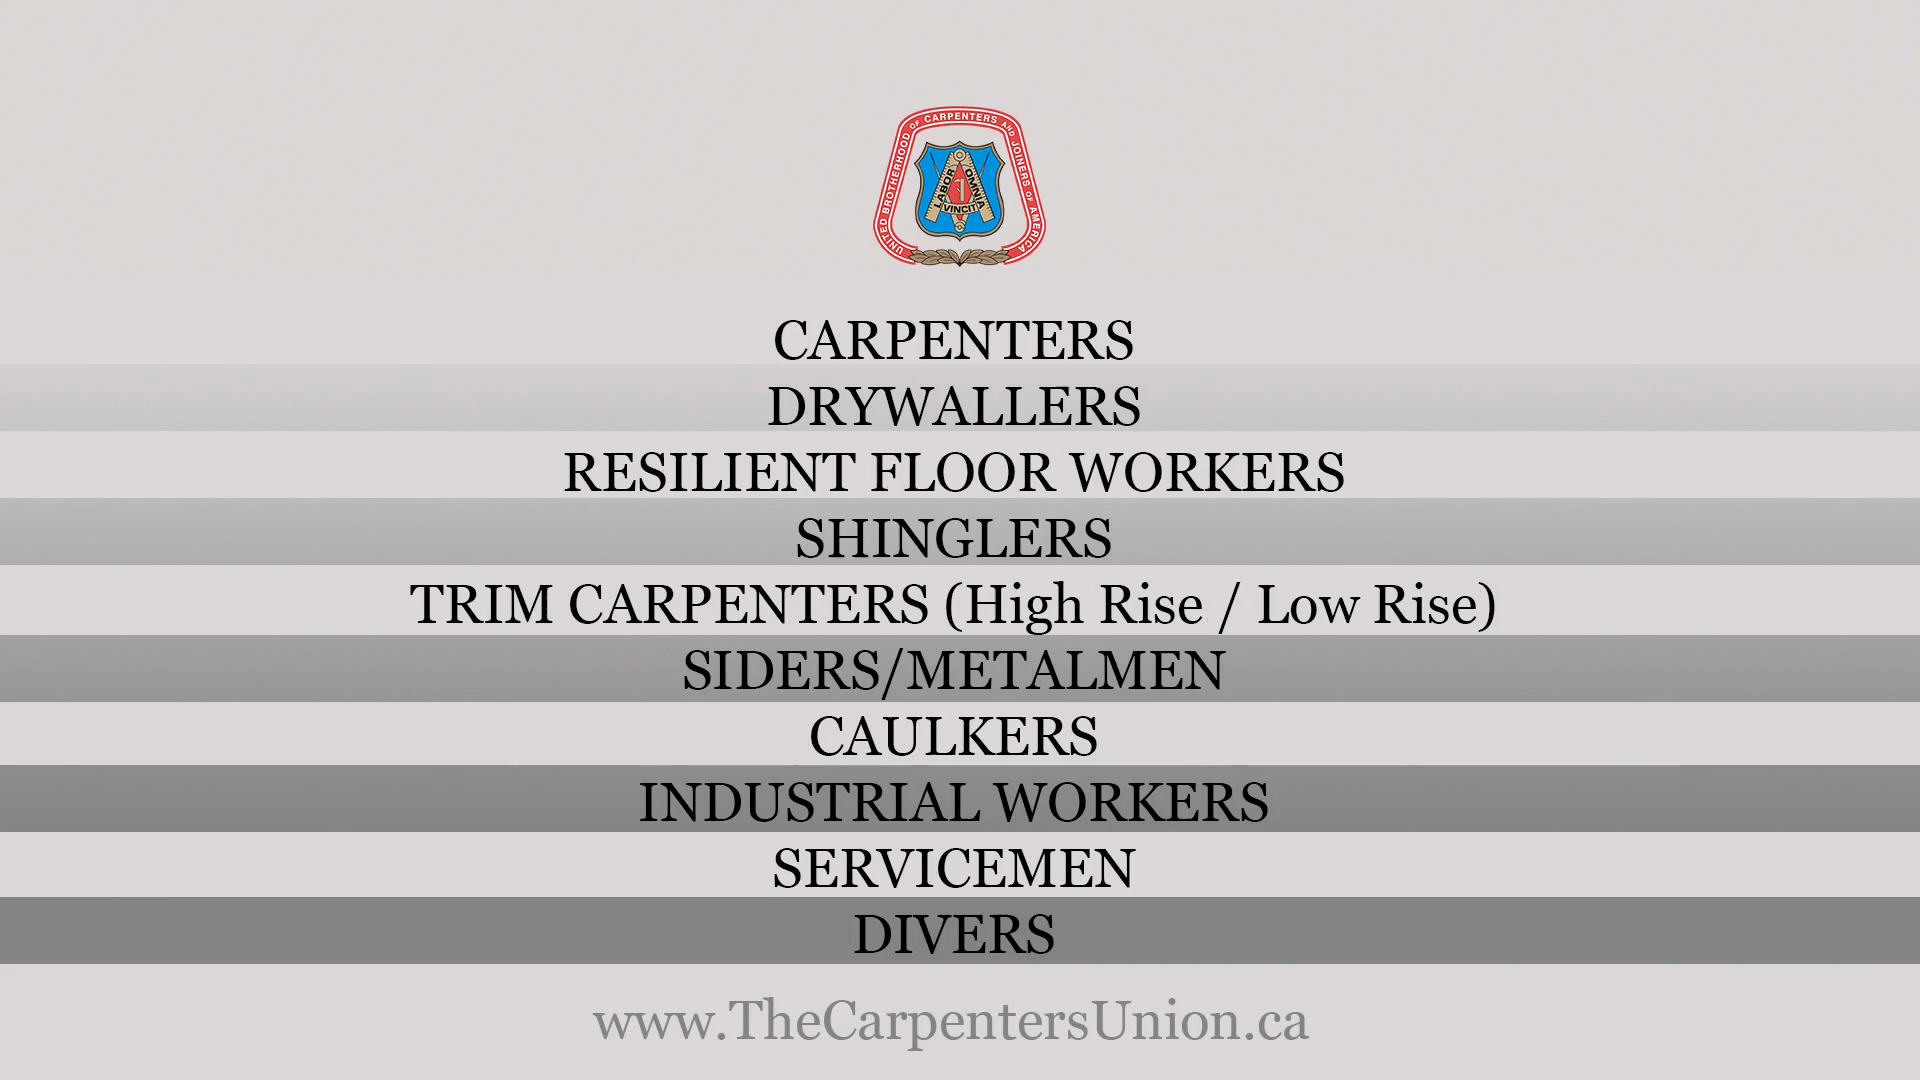 UNITED BROTHERHOOD OF CARPENTERS AND JOINERS OF AMERICA
LABOR OMNIA
VINCIT
CARPENTERS
DRYWALLERS
RESILIENT FLOOR WORKERS
SHINGLERS
TRIM CARPENTERS (High Rise / Low Rise)
SIDERS/METALMEN
CAULKERS
INDUSTRIAL WORKERS
SERVICEMEN
DIVERS
www.TheCarpentersUnion.ca